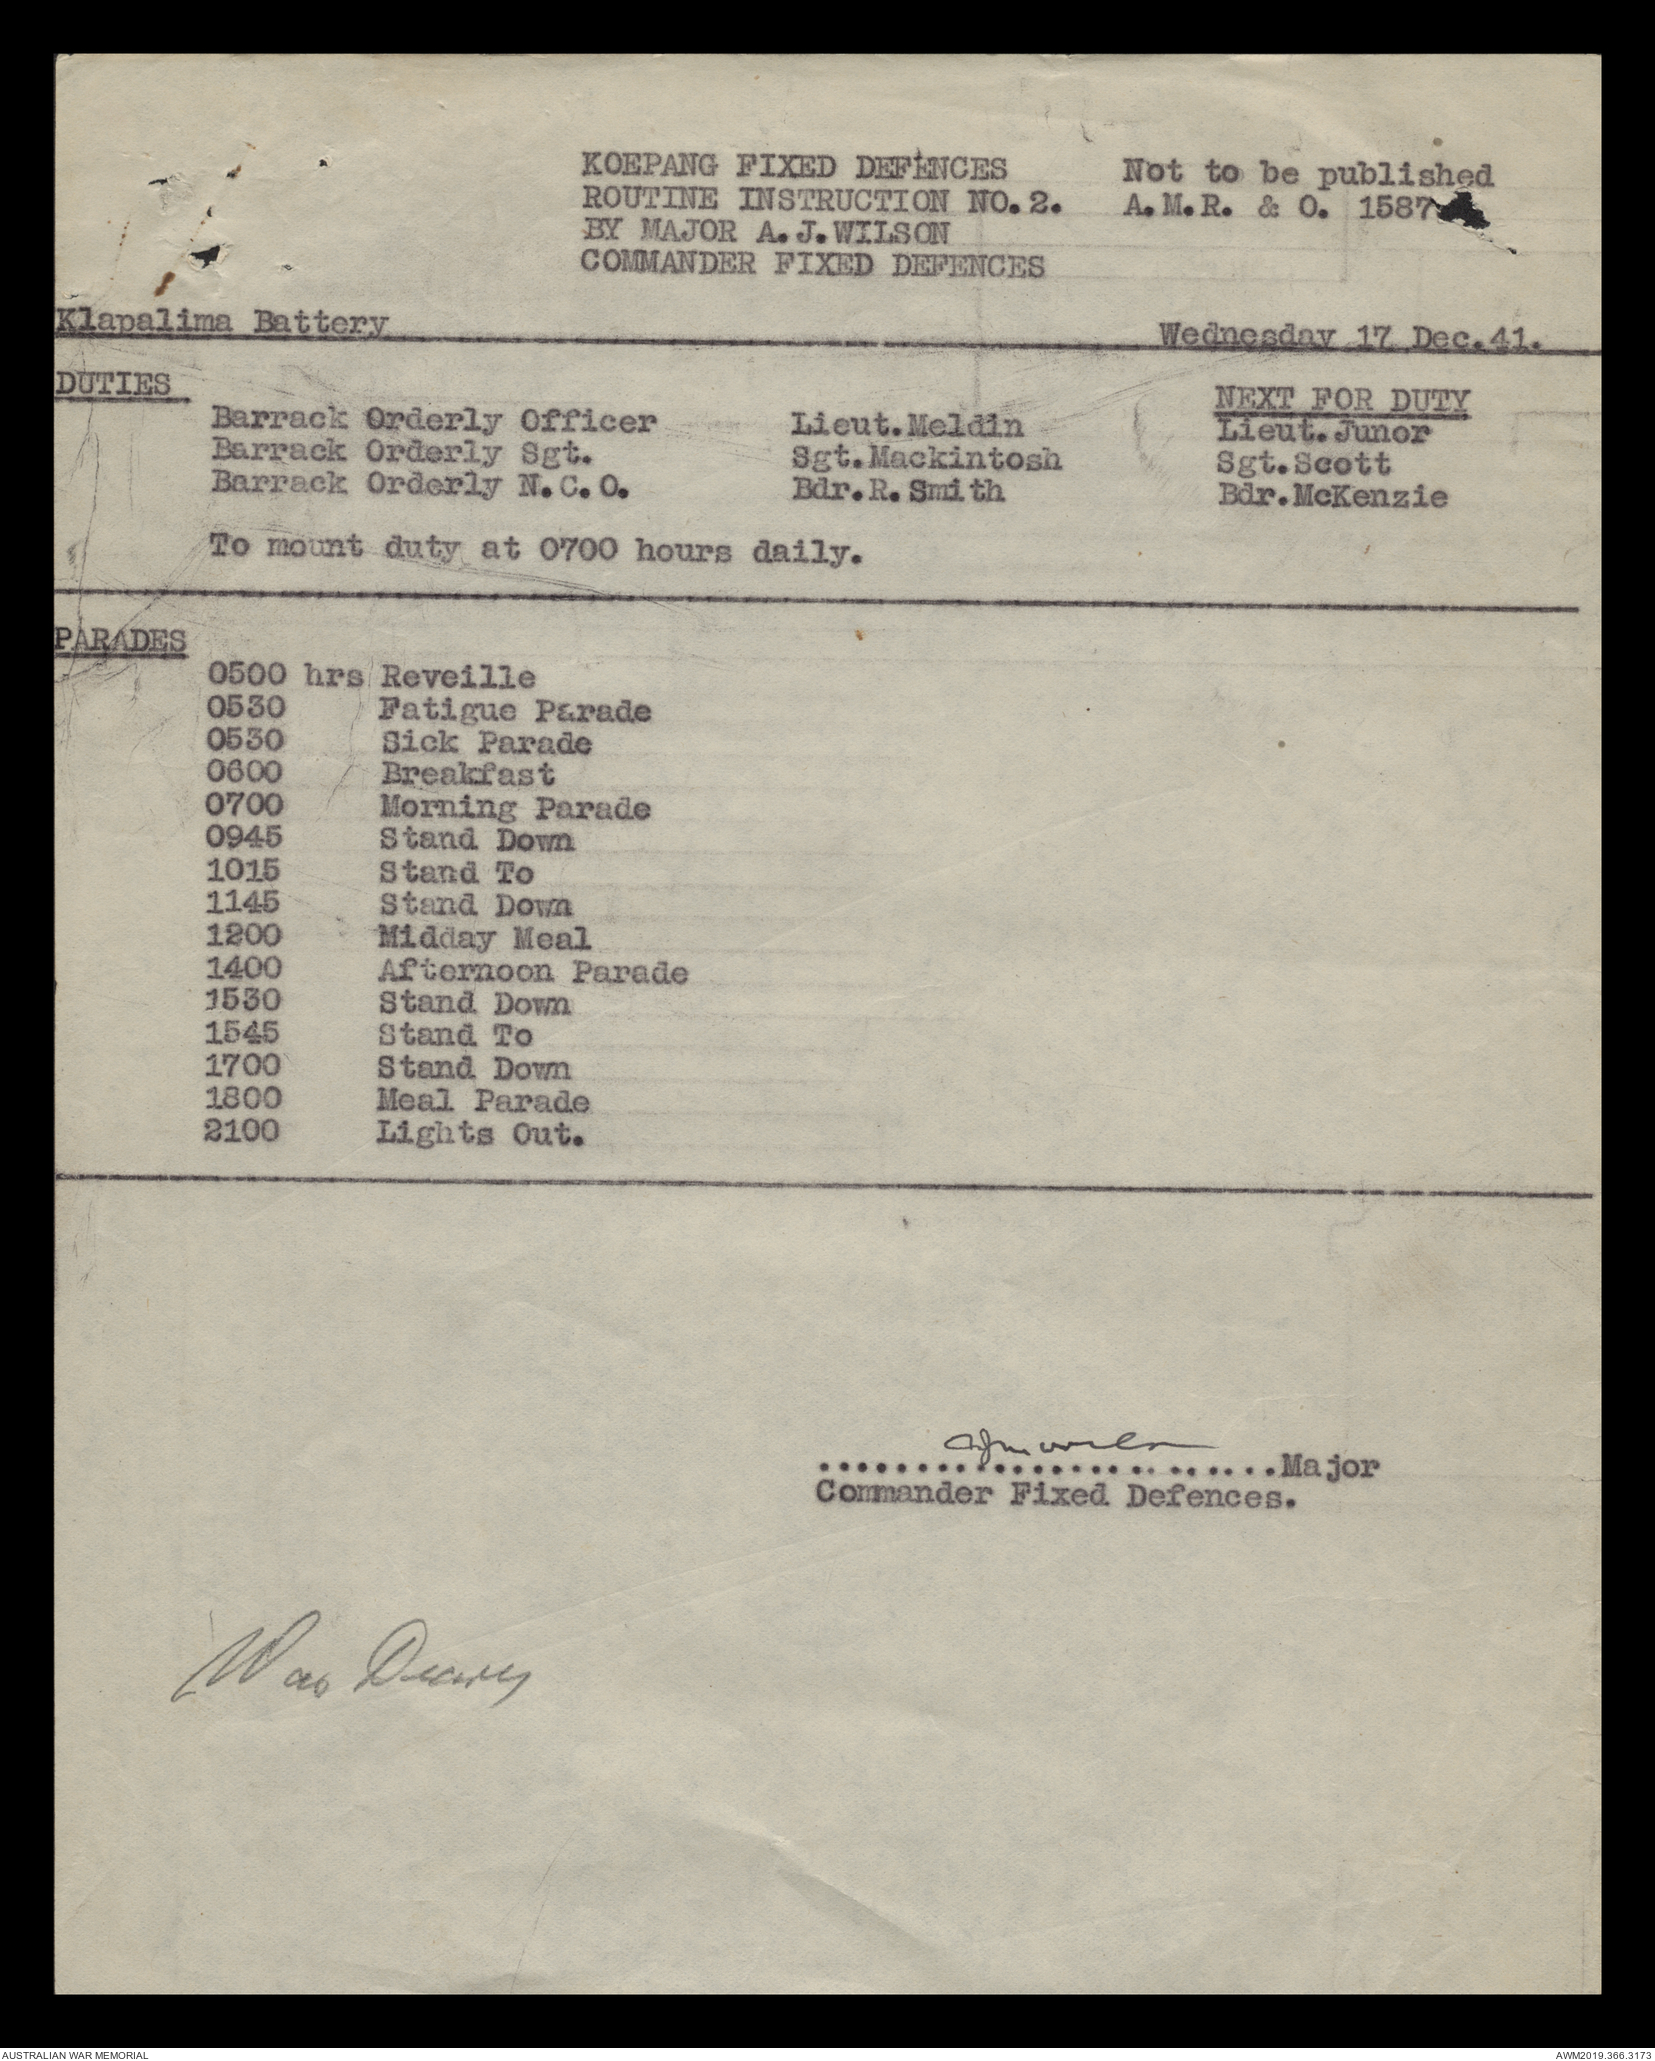 KOEPANG FIXED DEFENCES
ROUTINE INSTRUCTION NO.2.
BY MAJOR A.J.WILSON
COMMANDER FIXED DEFENCES
Not to be published
A.M.R. & O. 1587
Klapalima Battery Wednesday 17 Dec.41.
DUTIES NEXT FOR DUTY
Barrack Orderly Officer Lieut.Meldin Lieut.Junor
Barrack Orderly Sgt. Sgt.Mackintosh Sgt.Scott
Barrack Orderly N.C.O. Bdr.R.Smith Bdr.McKenzie
To mount duty at 0700 hours daily.
PARADES
0500 hrs Reveille
0530 Fatigue Parade
0530 Sick Parade
0600 Breakfast
0700 Morning Parade
0945 Stand Down
1015 Stand To
1145 Stand Down
1200 Midday Meal
1400 Afternoon Parade
1530 Stand Down
1545 Stand To
1700 Stand Down
1800 Meal Parade
2100 Lights Out.
............................Major
Commander Fixed Defences.
War Diary
AUSTRALIAN WAR MEMORIAL AWM2019.366.3173